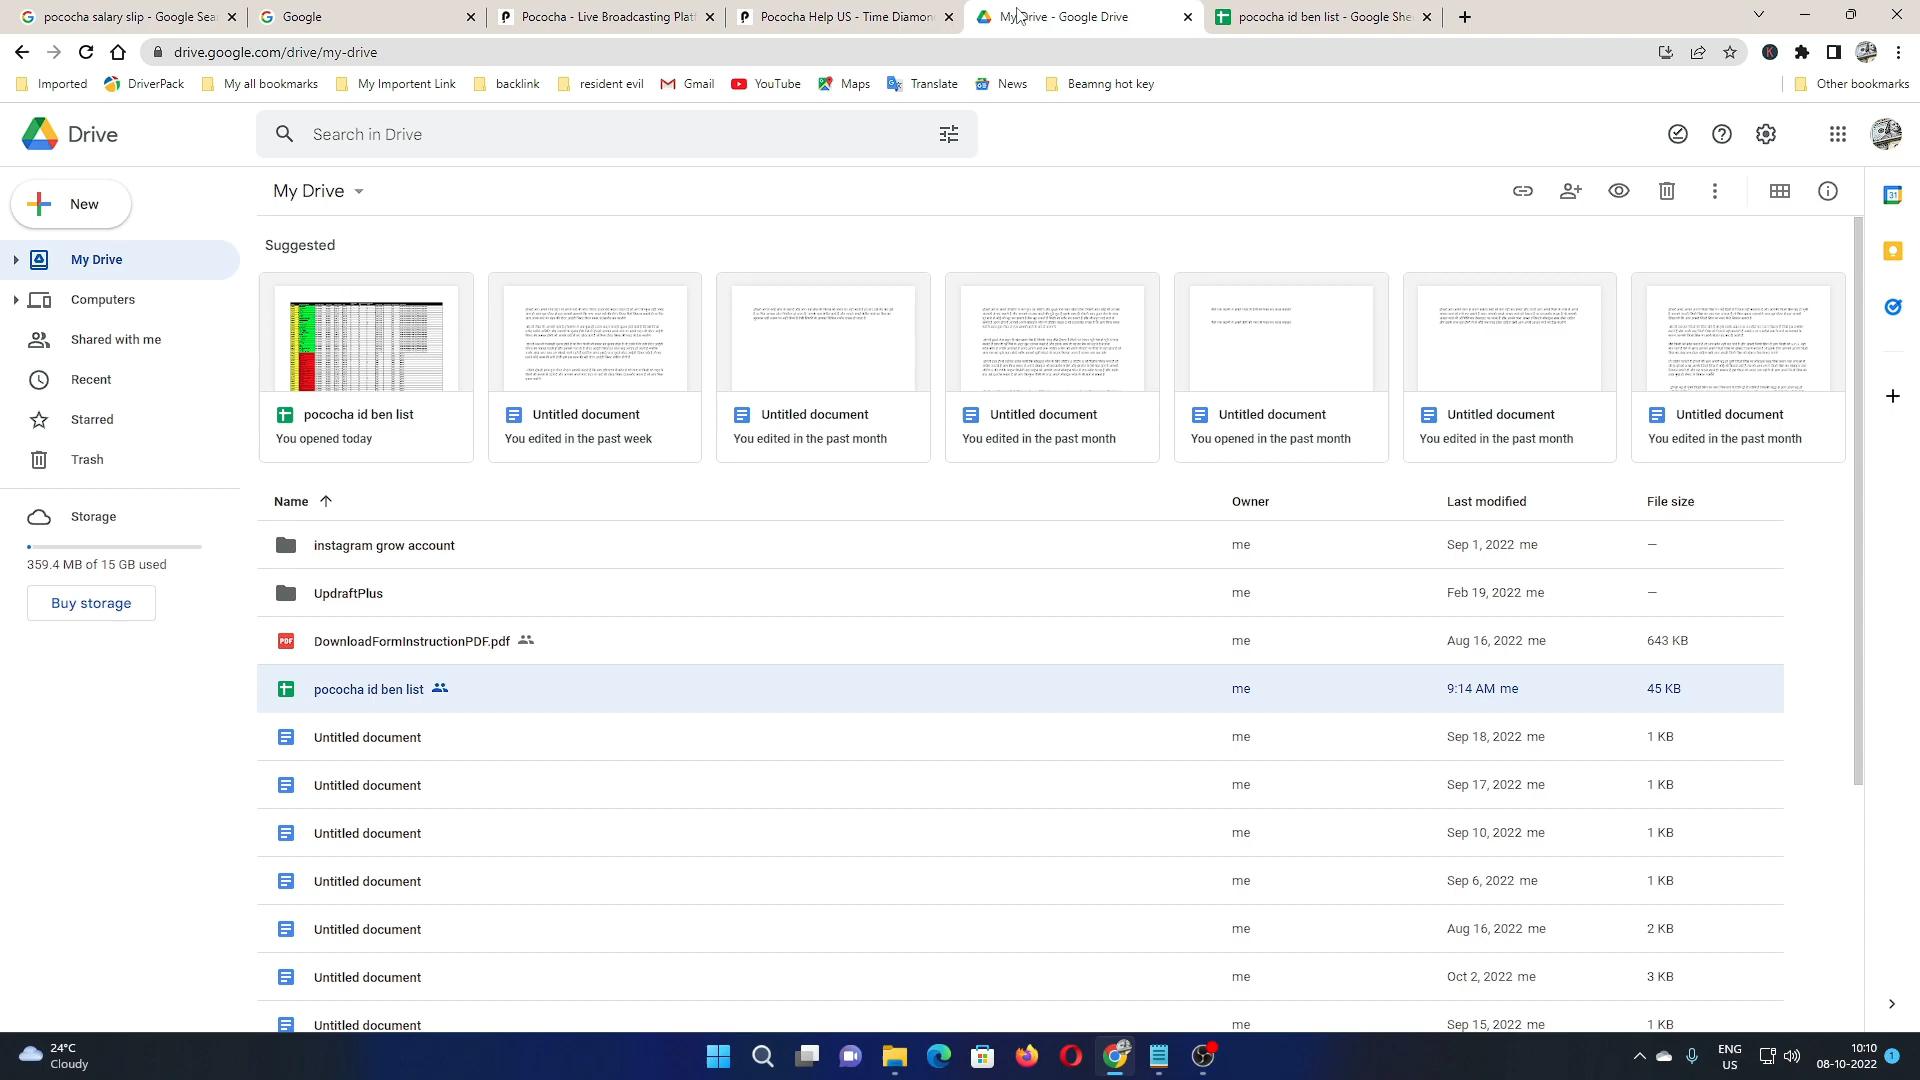 pococha salary slip - Google Sea
Google
Pococha - Live Broadcasting Platf
Pococha Help US - Time Diamon
My Drive - Google Drive
pococha id ben list - Google She
drive.google.com/drive/my-drive
Imported
DriverPack
My all bookmarks
My Importent Link
backlink
resident evil
Gmail
YouTube
Maps
Translate
News
Beamng hot key
Other bookmarks
Drive
Search in Drive
New
My Drive
Computers
Shared with me
Recent
Starred
Trash
Storage
359.4 MB of 15 GB used
Buy storage
My Drive
Suggested
pococha id ben list
You opened today
Untitled document
You edited in the past week
Untitled document
You edited in the past month
Untitled document
You edited in the past month
Untitled document
You opened in the past month
Untitled document
You edited in the past month
Untitled document
You edited in the past month
Name Owner Last modified File size
instagram grow account me Sep 1, 2022 me —
UpdraftPlus me Feb 19, 2022 me —
PDF DownloadFormInstructionPDF.pdf me Aug 16, 2022 me 643 KB
pococha id ben list me 9:14 AM me 45 KB
Untitled document me Sep 18, 2022 me 1 KB
Untitled document me Sep 17, 2022 me 1 KB
Untitled document me Sep 10, 2022 me 1 KB
Untitled document me Sep 6, 2022 me 1 KB
Untitled document me Aug 16, 2022 me 2 KB
Untitled document me Oct 2, 2022 me 3 KB
Untitled document me Sep 15, 2022 me 1 KB
31
24°C
Cloudy
ENG
US
10:10
08-10-2022
1